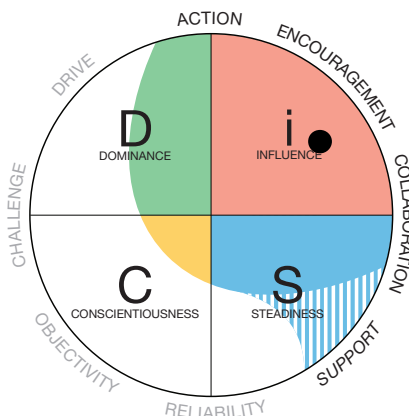 ACTION
DRIVE
ENCOURAGEMENT
D
DOMINANCE
i
INFLUENCE
CHALLENGE
COLLABORATION
C
CONSCIENTIOUSNESS
S
STEADINESS
OBJECTIVITY
SUPPORT
RELIABILITY